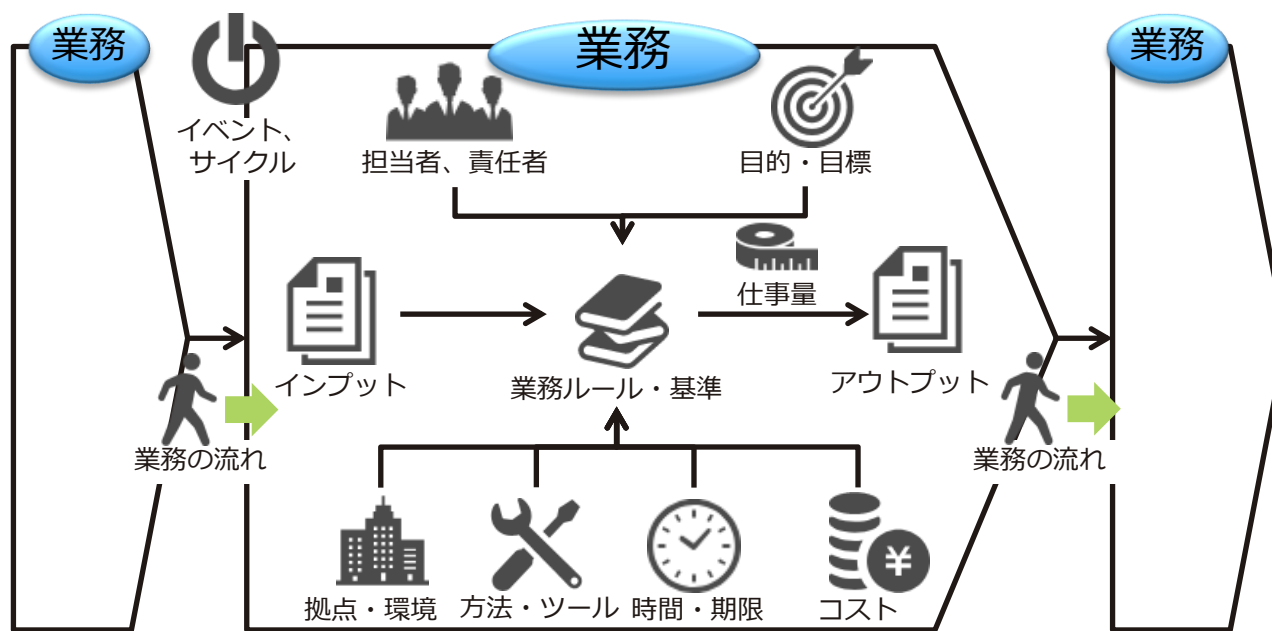 業務
業務
業務
イベント、
サイクル
担当者、責任者
目的・目標
仕事量
インプット
業務ルール・基準
アウトプット
業務の流れ
業務の流れ
拠点・環境
方法・ツール
時間・期限
コスト
¥